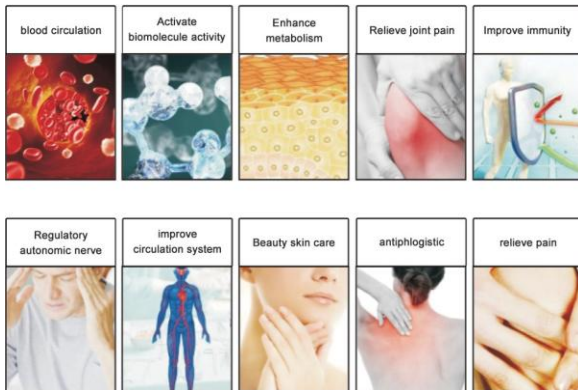 blood circulation
Activate
biomolecule activity
Enhance
metabolism
Relieve joint pain
Improve immunity
Regulatory
autonomic nerve
improve
circulation system
Beauty skin care
antiphlogistic
relieve pain